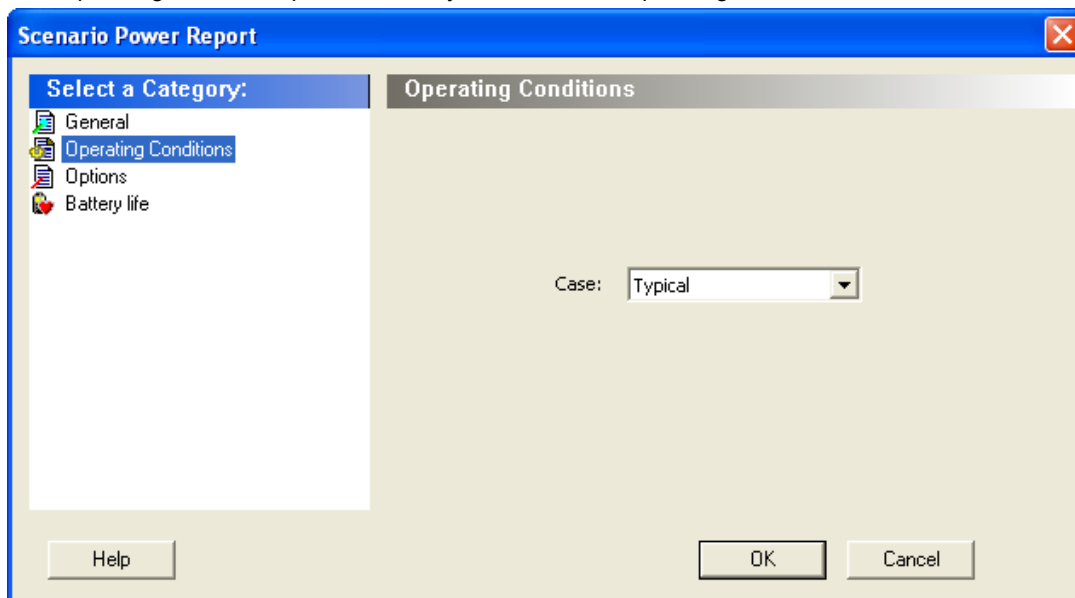 Scenario Power Report
Select a Category:
General
Operating Conditions
Options
Battery life
Operating Conditions
Case: Typical
Help
OK
Cancel